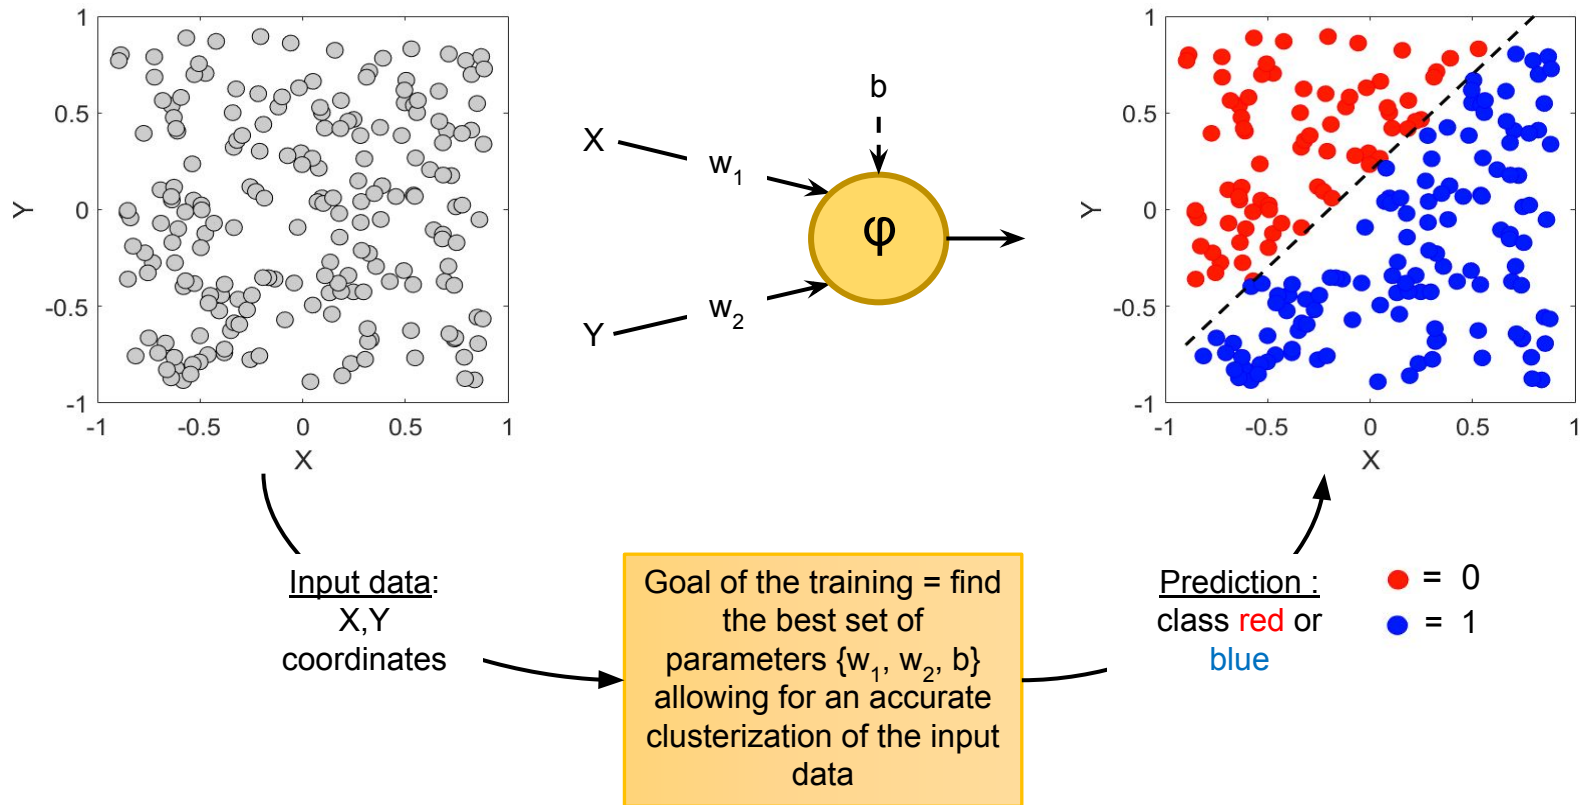 1
0.5
0
-0.5
-1
Y
-1
-0.5
0
0.5
1
X
X
Y
w1
w2
b
φ
1
0.5
0
-0.5
-1
Y
-1
-0.5
0
0.5
1
X
Input data:
X,Y
coordinates
Goal of the training = find
the best set of
parameters {w1, w2, b}
allowing for an accurate
clusterization of the input
data
Prediction :
class red or
blue
= 0
= 1